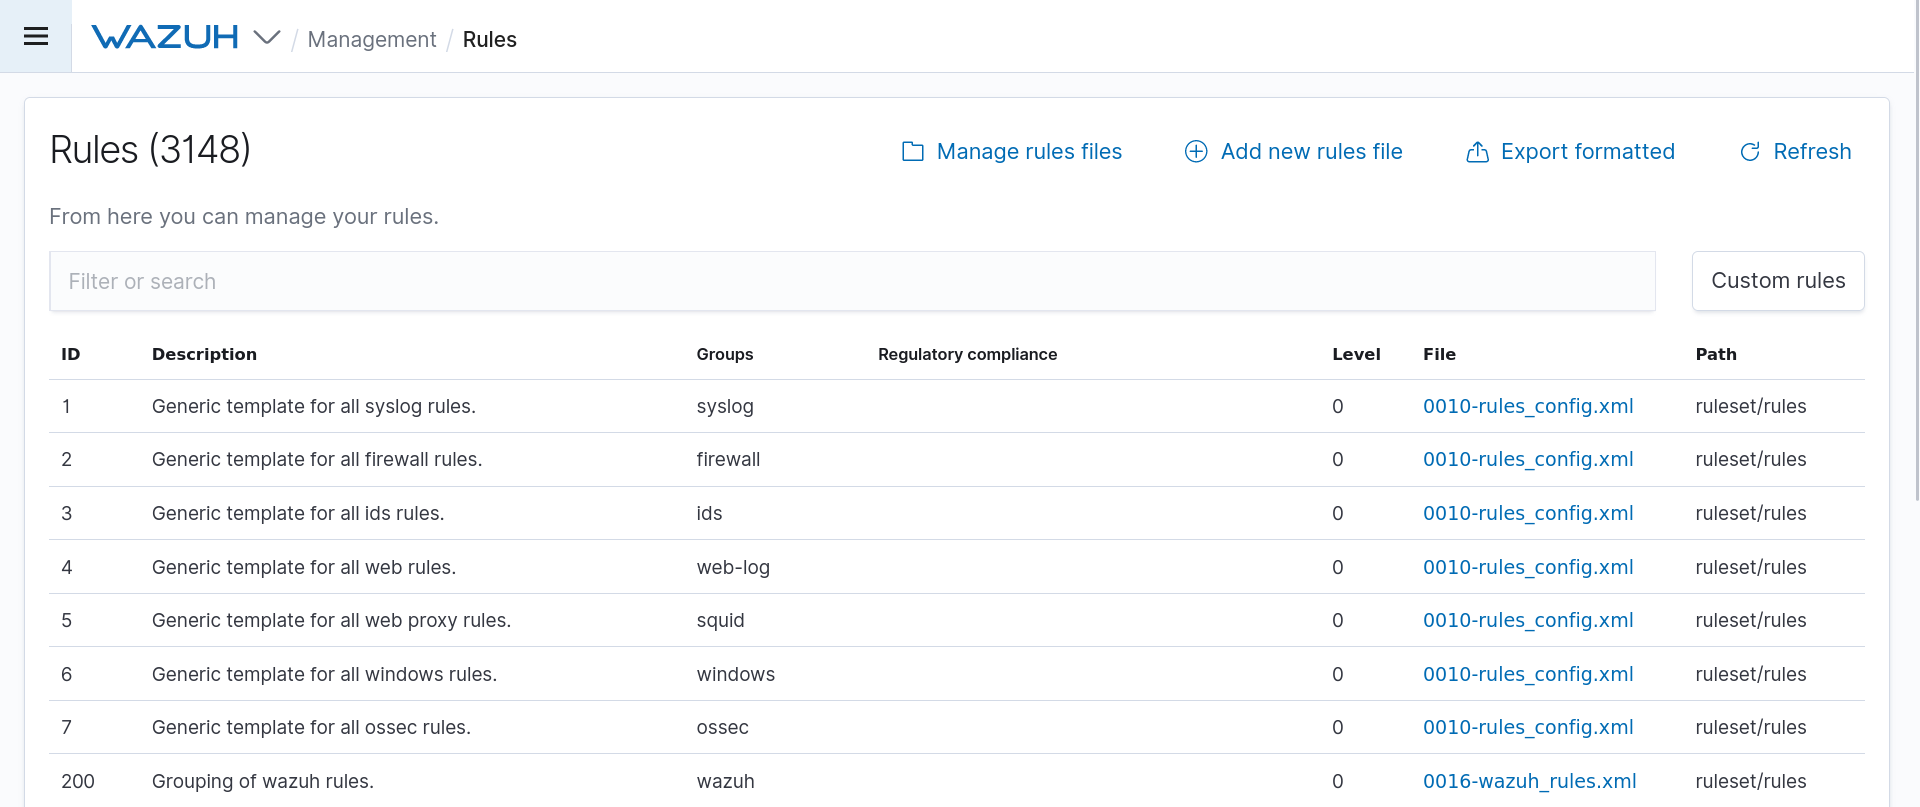 WAZUH / Management / Rules
Rules (3148) Manage rules files Add new rules file Export formatted Refresh
From here you can manage your rules.
Filter or search Custom rules
ID Description Groups Regulatory compliance Level File Path
1 Generic template for all syslog rules. syslog 0 0010-rules_config.xml ruleset/rules
2 Generic template for all firewall rules. firewall 0 0010-rules_config.xml ruleset/rules
3 Generic template for all ids rules. ids 0 0010-rules_config.xml ruleset/rules
4 Generic template for all web rules. web-log 0 0010-rules_config.xml ruleset/rules
5 Generic template for all web proxy rules. squid 0 0010-rules_config.xml ruleset/rules
6 Generic template for all windows rules. windows 0 0010-rules_config.xml ruleset/rules
7 Generic template for all ossec rules. ossec 0 0010-rules_config.xml ruleset/rules
200 Grouping of wazuh rules. wazuh 0 0016-wazuh_rules.xml ruleset/rules